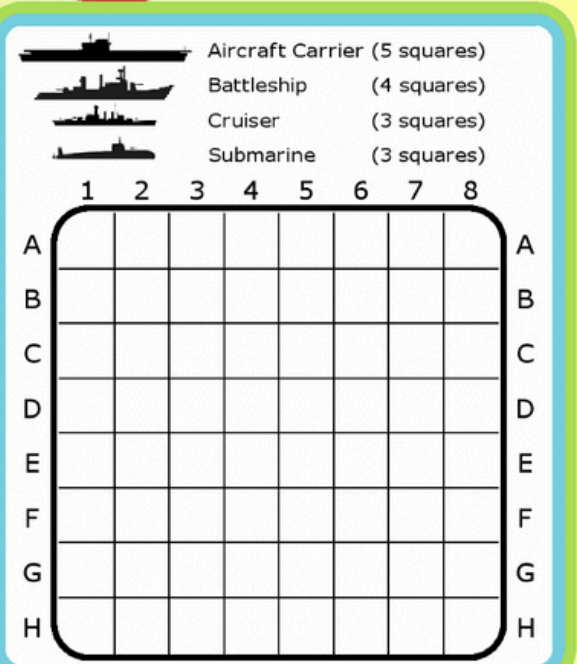 Aircraft Carrier (5 squares)
Battleship (4 squares)
Cruiser (3 squares)
Submarine (3 squares)
1 2 3 4 5 6 7 8
A A
B B
C C
D D
E E
F F
G G
H H